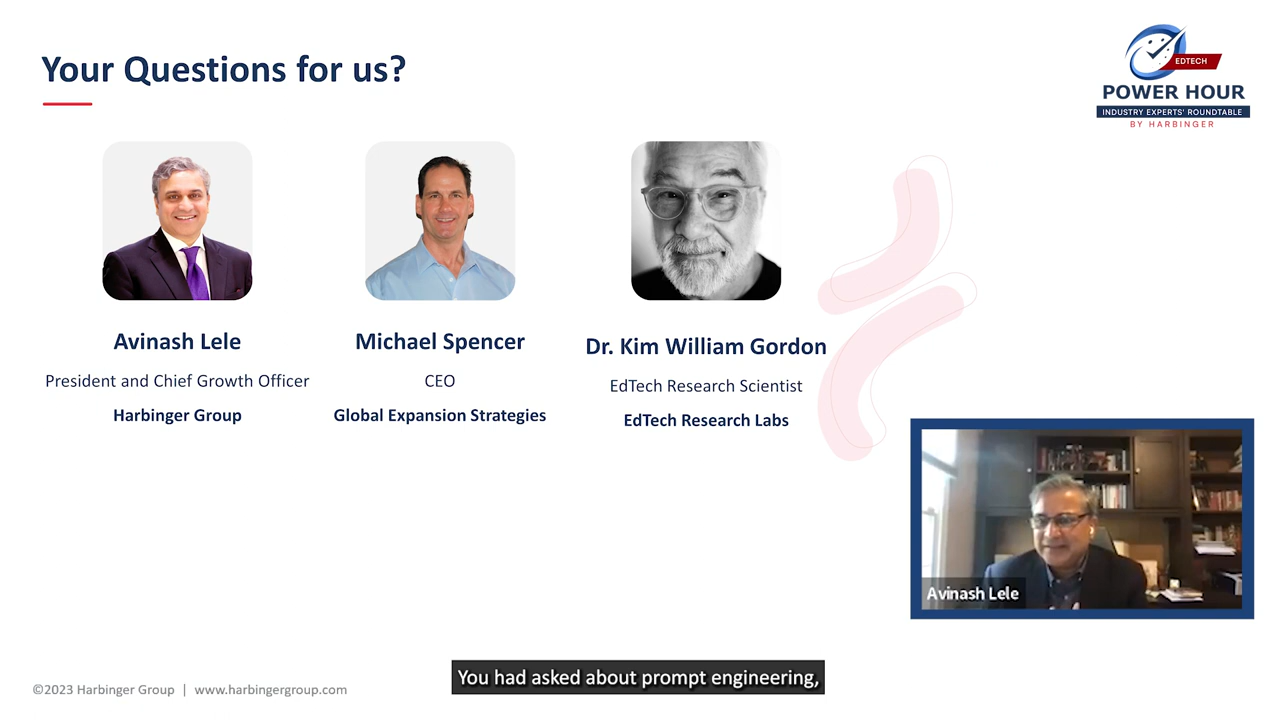 Your Questions for us?
EDTECH
POWER HOUR
INDUSTRY EXPERTS' ROUNDTABLE
BY HARBINGER
Avinash Lele
President and Chief Growth Officer
Harbinger Group
Michael Spencer
CEO
Global Expansion Strategies
Dr. Kim William Gordon
EdTech Research Scientist
EdTech Research Labs
Avinash Lele
You had asked about prompt engineering,
©2023 Harbinger Group | www.harbingergroup.com